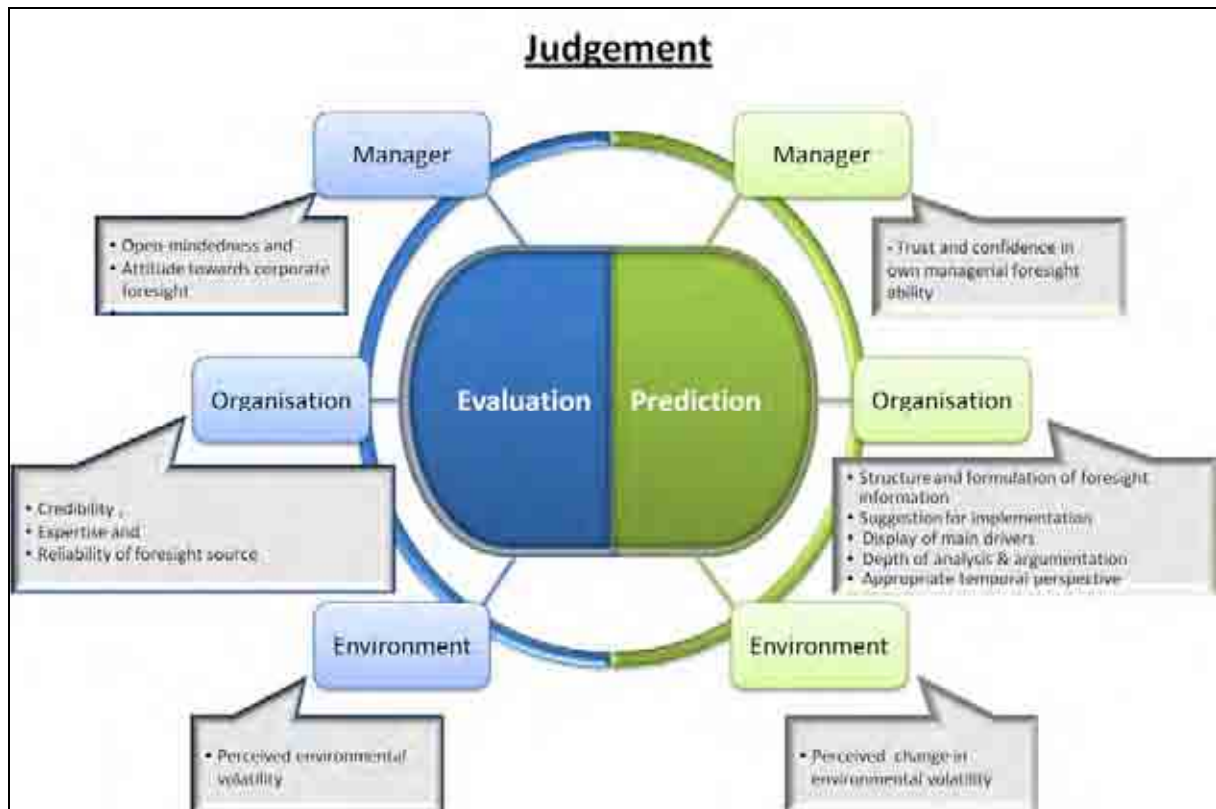 Judgement
Manager
• Open-mindedness and
• Attitude towards corporate
foresight
•
Organisation
• Credibility ,
• Expertise and
• Reliability of foresight source
Environment
• Perceived environmental
volatility
Evaluation
Prediction
Manager
- Trust and confidence in
own managerial foresight
ability
Organisation
• Structure and formulation of foresight
information
• Suggestion for implementation
• Display of main drivers
• Depth of analysis & argumentation
• Appropriate temporal perspective
Environment
• Perceived change in
environmental volatility